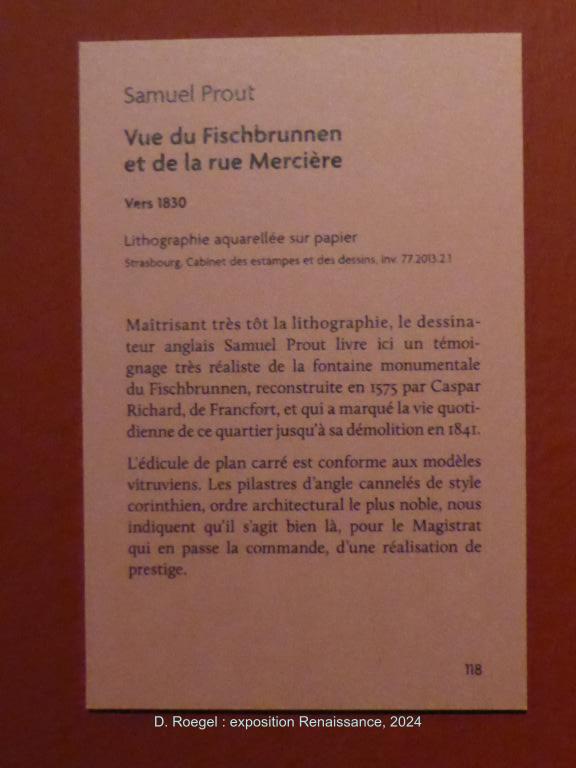 Samuel Prout
Vue du Fischbrunnen
et de la rue Mercière
Vers 1830
Lithographie aquarellée sur papier
Strasbourg, Cabinet des estampes et des dessins, inv. 77.2013.2.1
Maîtrisant très tôt la lithographie, le dessina-
teur anglais Samuel Prout livre ici un témoi-
gnage très réaliste de la fontaine monumentale
du Fischbrunnen, reconstruite en 1575 par Caspar
Richard, de Francfort, et qui a marqué la vie quoti-
dienne de ce quartier jusqu'à sa démolition en 1841.
L'édicule de plan carré est conforme aux modèles
vitruviens. Les pilastres d'angle cannelés de style
corinthien, ordre architectural le plus noble, nous
indiquent qu'il s'agit bien là, pour le Magistrat
qui en passe la commande, d'une réalisation de
prestige.
118
D. Roegel : exposition Renaissance, 2024